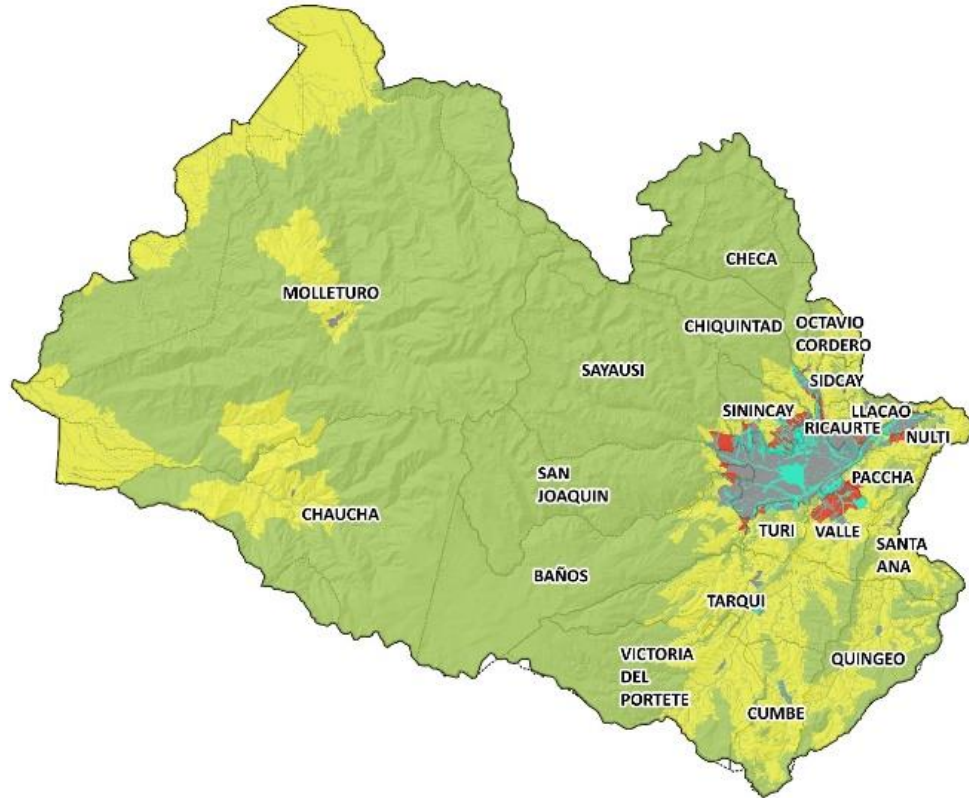 CHECA
MOLLETURO
CHIQUINTAD
OCTAVIO
CORDERO
SAYAUSI
SIDCAY
SININCAY
LLACAO
RICAURTE
NULTI
SAN
JOAQUIN
PACCHA
CHAUCHA
TURI
VALLE
SANTA
ANA
BAÑOS
TARQUI
VICTORIA
DEL
PORTETE
QUINGEO
CUMBE